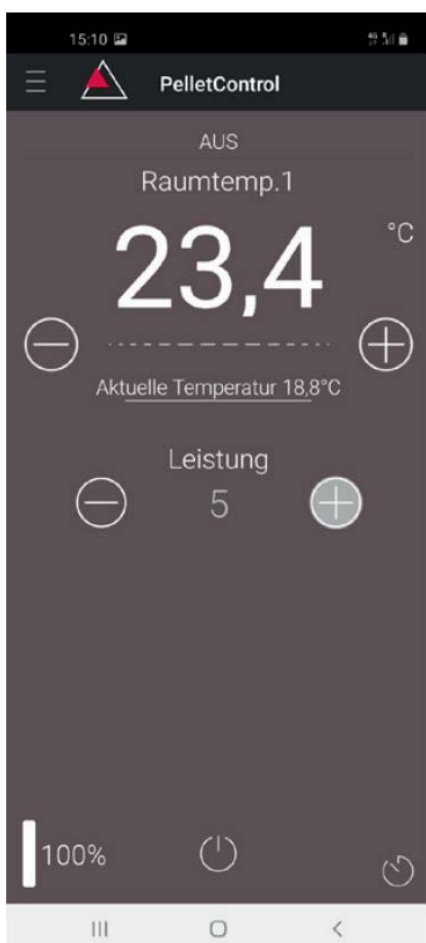 15:10
PelletControl
AUS
Raumtemp.1
23,4 °C
Aktuelle Temperatur 18,8°C
Leistung
5
100%